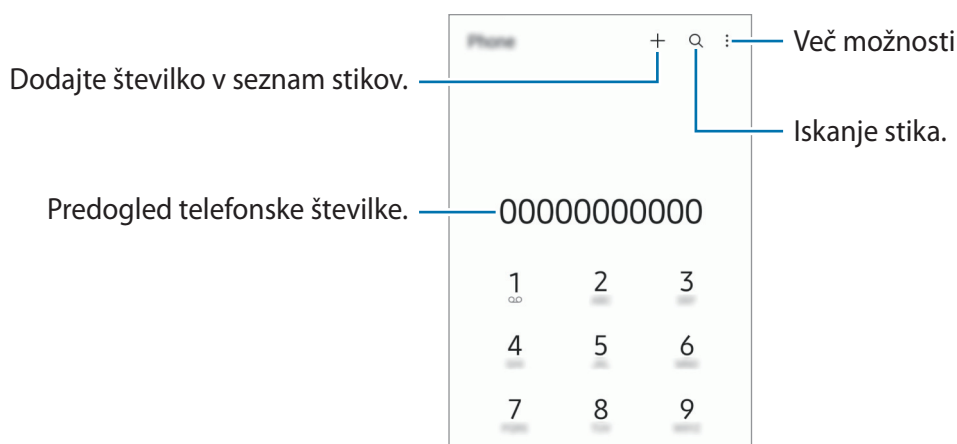 Phone
Več možnosti
Dodajte številko v seznam stikov.
Iskanje stika.
Predogled telefonske številke.
00000000000
1 2 3
4 5 6
7 8 9